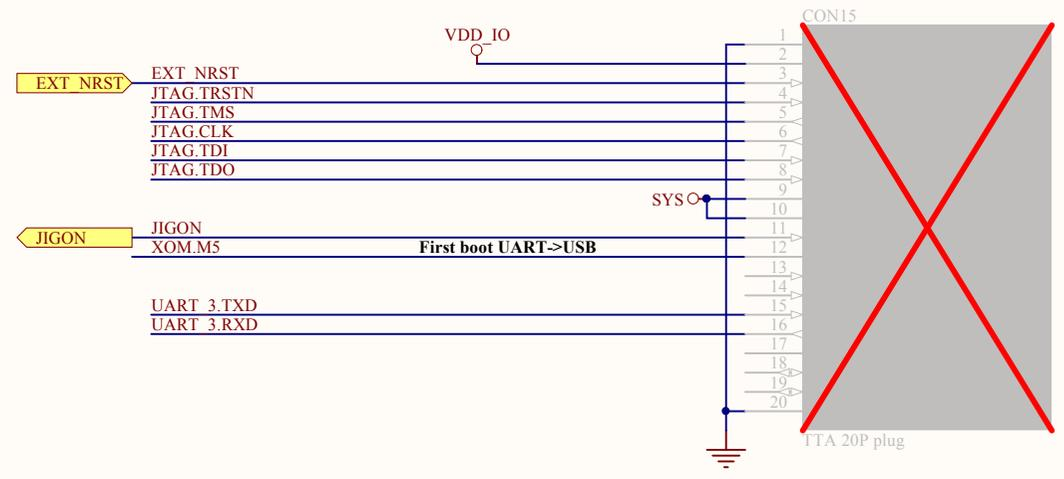 CON15
VDD_IO
1
2
EXT_NRST EXT_NRST 3
JTAG.TRSTN 4
JTAG.TMS 5
JTAG.CLK 6
JTAG.TDI 7
JTAG.TDO 8
SYS 9
10
JIGON JIGON 11
XOM.M5 First boot UART->USB 12
13
14
UART_3.TXD 15
UART_3.RXD 16
17
18
19
20
TTA 20P plug